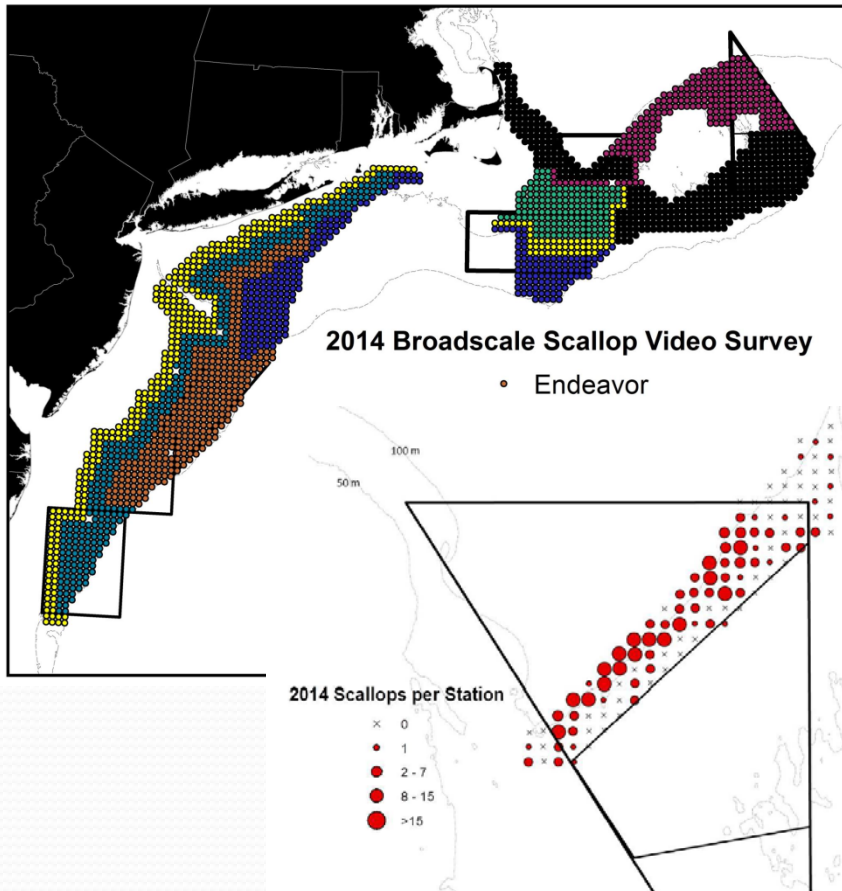 2014 Broadscale Scallop Video Survey
Endeavor
100 m
50 m
2014 Scallops per Station
0
1
2 - 7
8 - 15
>15